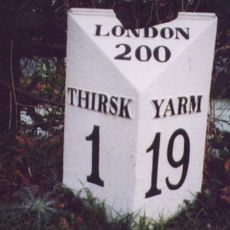 LONDON
200
THIRSK YARM
1 19